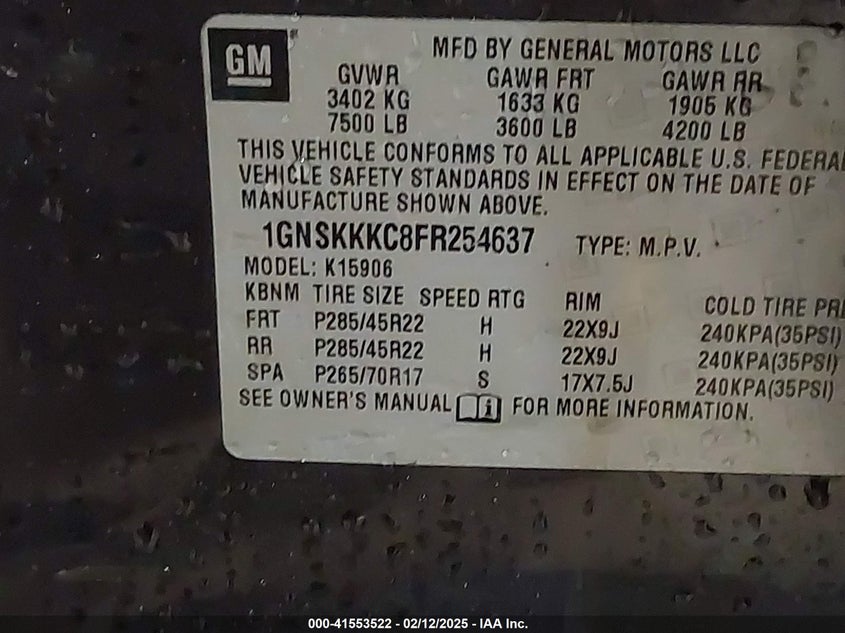 GM
MFD BY GENERAL MOTORS LLC
GVWR GAWR FRT GAWR RR
3402 KG 1633 KG 1905 KG
7500 LB 3600 LB 4200 LB
THIS VEHICLE CONFORMS TO ALL APPLICABLE U.S. FEDERAL
VEHICLE SAFETY STANDARDS IN EFFECT ON THE DATE OF
MANUFACTURE SHOWN ABOVE.
1GNSKKKC8FR254637 TYPE: M.P.V.
MODEL: K15906
KBNM TIRE SIZE SPEED RTG RIM COLD TIRE PRE
FRT P285/45R22 H 22X9J 240KPA(35PSI)
RR P285/45R22 H 22X9J 240KPA(35PSI)
SPA P265/70R17 S 17X7.5J 240KPA(35PSI)
SEE OWNER'S MANUAL i FOR MORE INFORMATION.
000-41553522 - 02/12/2025 - IAA Inc.